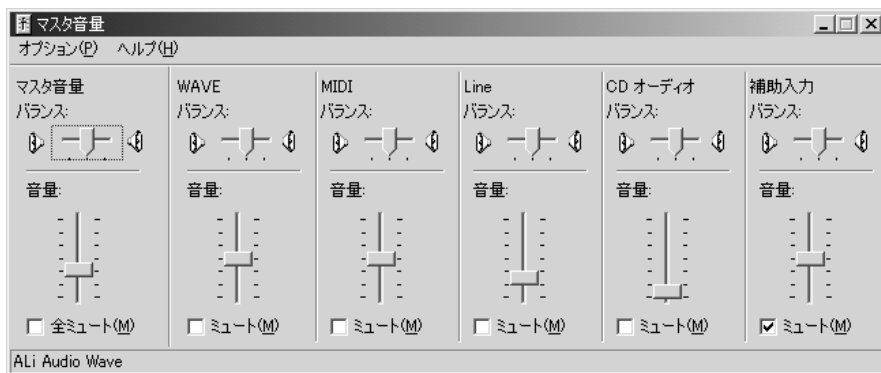 マスタ音量
オプション(P) ヘルプ(H)
マスタ音量
バランス:
音量:
全ミュート(M)
WAVE
バランス:
音量:
ミュート(M)
MIDI
バランス:
音量:
ミュート(M)
Line
バランス:
音量:
ミュート(M)
CD オーディオ
バランス:
音量:
ミュート(M)
補助入力
バランス:
音量:
ミュート(M)
ALi Audio Wave